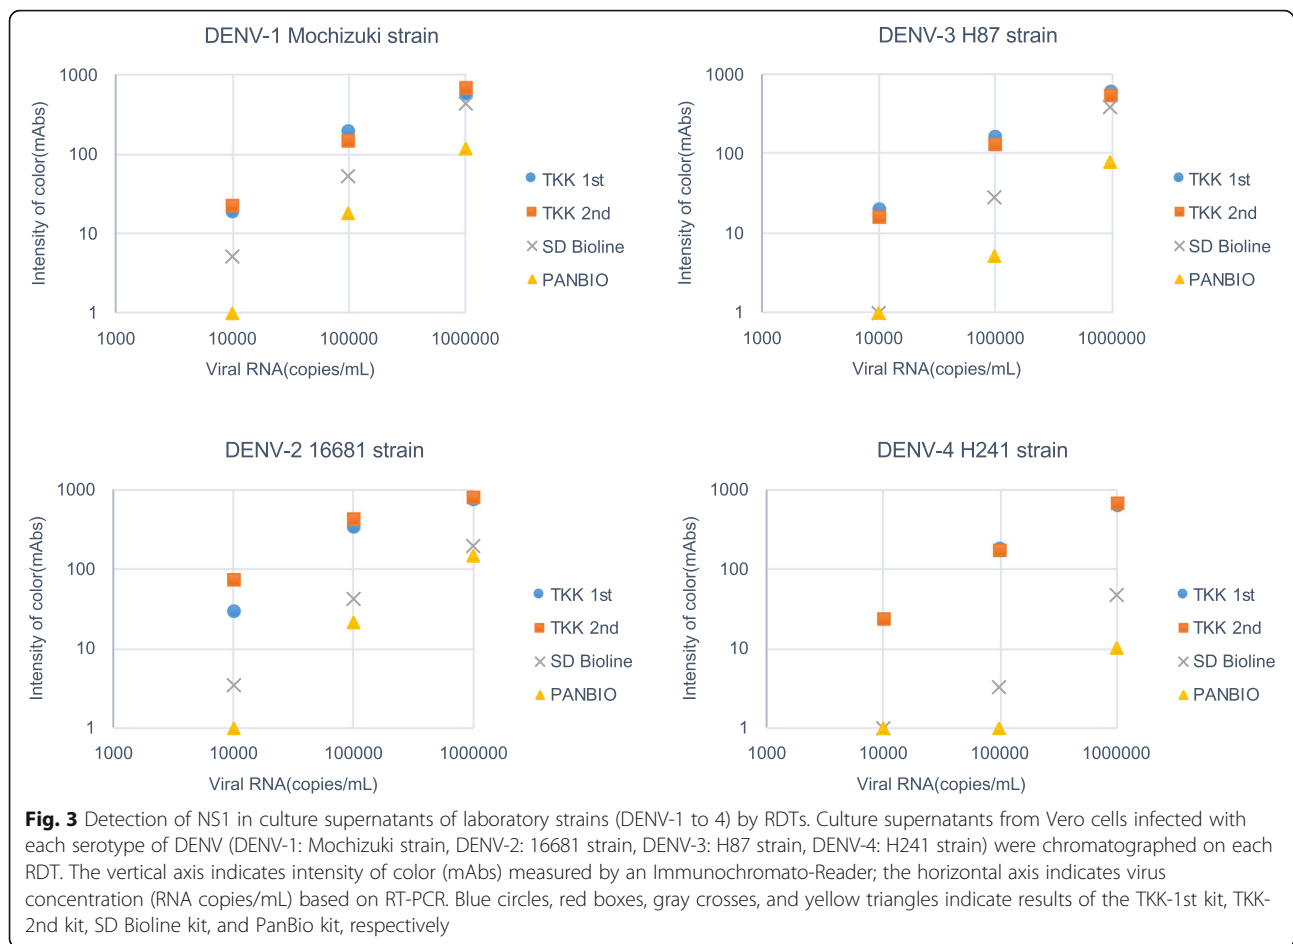 DENV-1 Mochizuki strain
Intensity of color(mAbs)
1000
100
10
1
1000 10000 100000 1000000
Viral RNA(copies/mL)
TKK 1st
TKK 2nd
SD Bioline
PANBIO
DENV-3 H87 strain
Intensity of color(mAbs)
1000
100
10
1
1000 10000 100000 1000000
Viral RNA(copies/mL)
TKK 1st
TKK 2nd
SD Bioline
PANBIO
DENV-2 16681 strain
Intensity of color(mAbs)
1000
100
10
1
1000 10000 100000 1000000
Viral RNA(copies/mL)
TKK 1st
TKK 2nd
SD Bioline
PANBIO
DENV-4 H241 strain
Intensity of color(mAbs)
1000
100
10
1
1000 10000 100000 1000000
Viral RNA(copies/mL)
TKK 1st
TKK 2nd
SD Bioline
PANBIO
Fig. 3 Detection of NS1 in culture supernatants of laboratory strains (DENV-1 to 4) by RDTs. Culture supernatants from Vero cells infected with
each serotype of DENV (DENV-1: Mochizuki strain, DENV-2: 16681 strain, DENV-3: H87 strain, DENV-4: H241 strain) were chromatographed on each
RDT. The vertical axis indicates intensity of color (mAbs) measured by an Immunochromato-Reader; the horizontal axis indicates virus
concentration (RNA copies/mL) based on RT-PCR. Blue circles, red boxes, gray crosses, and yellow triangles indicate results of the TKK-1st kit, TKK-
2nd kit, SD Bioline kit, and PanBio kit, respectively